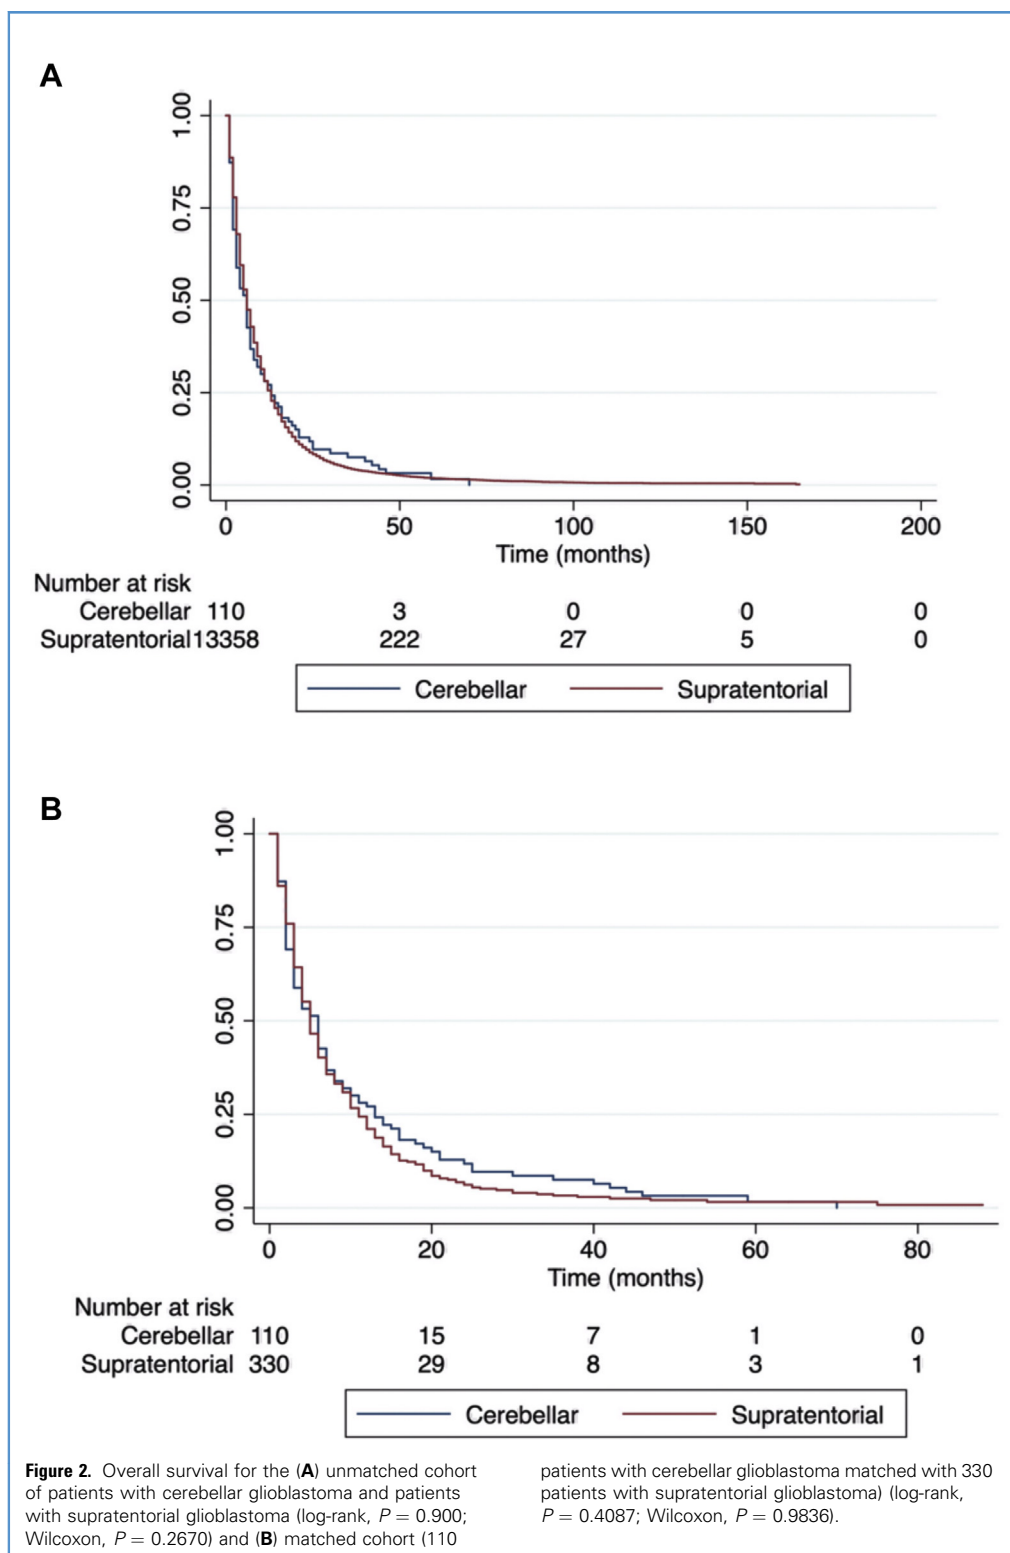 A
1.00
0.75
0.50
0.25
0.00
0 50 100 150 200
Time (months)
Number at risk
Cerebellar 110 3 0 0 0
Supratentorial 13358 222 27 5 0
Cerebellar Supratentorial
B
1.00
0.75
0.50
0.25
0.00
0 20 40 60 80
Time (months)
Number at risk
Cerebellar 110 15 7 1 0
Supratentorial 330 29 8 3 1
Cerebellar Supratentorial
Figure 2. Overall survival for the (A) unmatched cohort
of patients with cerebellar glioblastoma and patients
with supratentorial glioblastoma (log-rank, P = 0.900;
Wilcoxon, P = 0.2670) and (B) matched cohort (110
patients with cerebellar glioblastoma matched with 330
patients with supratentorial glioblastoma) (log-rank,
P = 0.4087; Wilcoxon, P = 0.9836).